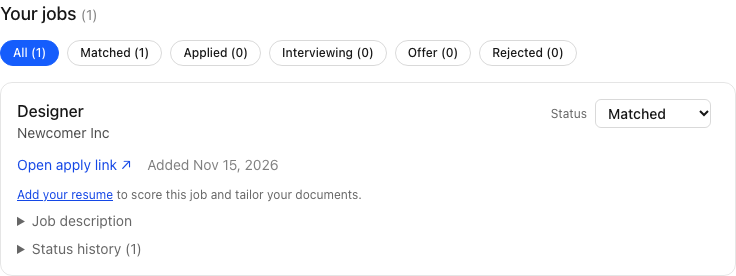 Your jobs (1)
All (1) Matched (1) Applied (0) Interviewing (0) Offer (0) Rejected (0)
Designer
Newcomer Inc
Status Matched
Open apply link ↗ Added Nov 15, 2026
Add your resume to score this job and tailor your documents.
▶ Job description
▶ Status history (1)